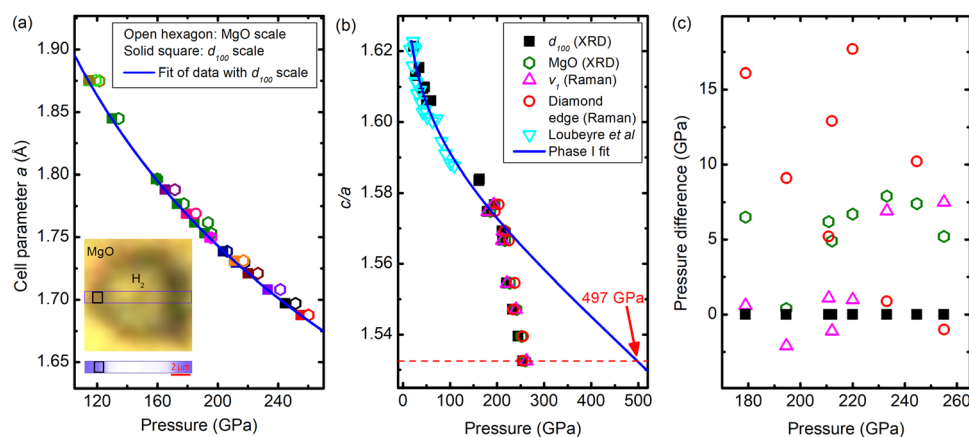 (a)
Open hexagon: MgO scale
Solid square: d100 scale
Fit of data with d100 scale
1.90
1.85
1.80
1.75
1.70
1.65
Cell parameter a (Å)
MgO
H2
2 μm
120 160 200 240
Pressure (GPa)
(b)
d100 (XRD)
MgO (XRD)
ν1 (Raman)
Diamond
edge (Raman)
Loubeyre et al
Phase I fit
1.62
1.60
1.58
1.56
1.54
c/a
497 GPa
0 100 200 300 400 500
Pressure (GPa)
(c)
15
10
5
0
Pressure difference (GPa)
180 200 220 240 260
Pressure (GPa)